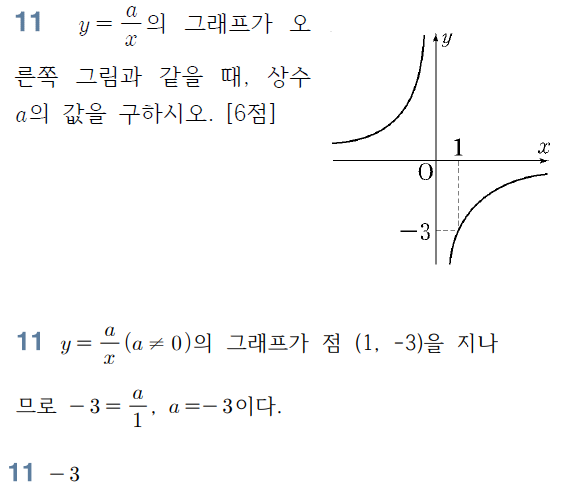 11 y = a/x 의 그래프가 오
른쪽 그림과 같을 때, 상수
a의 값을 구하시오. [6점]
y
1
x
O
-3
11 y = a/x (a ≠ 0)의 그래프가 점 (1, -3)을 지나
므로 -3 = a/1, a = -3이다.
11 -3